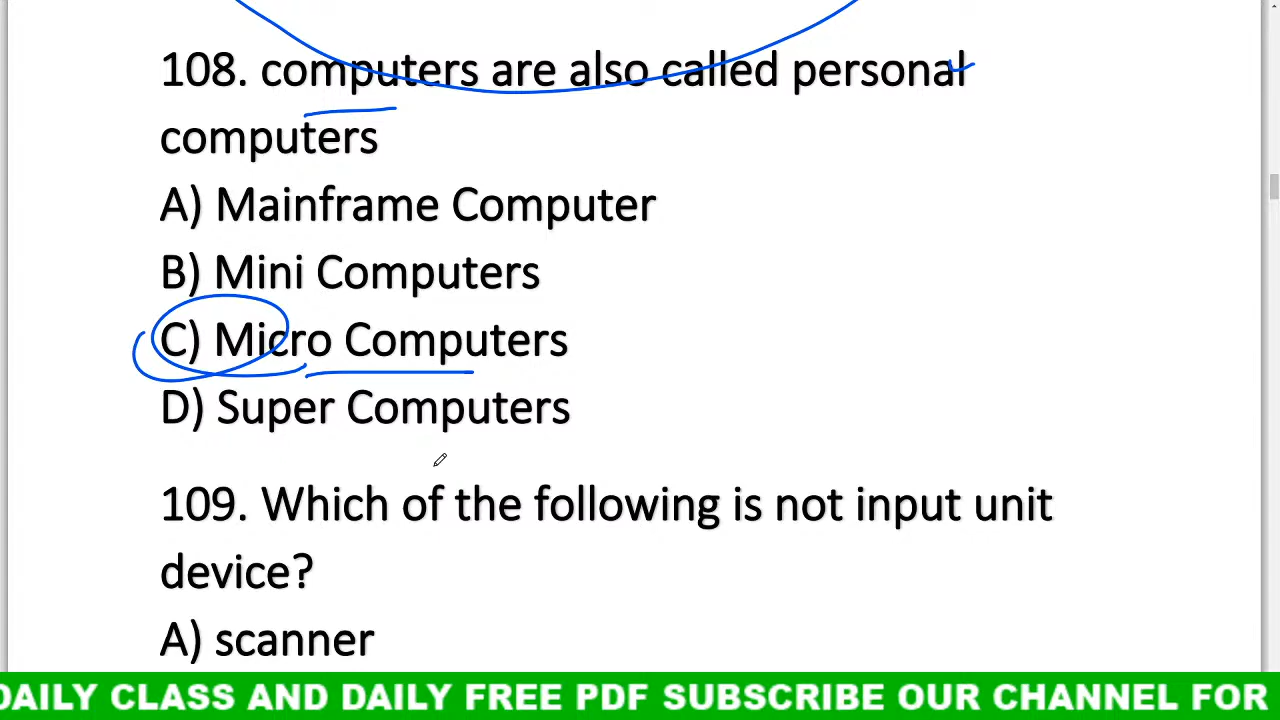 108. computers are also called personal
computers
A) Mainframe Computer
B) Mini Computers
C) Micro Computers
D) Super Computers
109. Which of the following is not input unit
device?
A) scanner
DAILY CLASS AND DAILY FREE PDF SUBSCRIBE OUR CHANNEL FOR